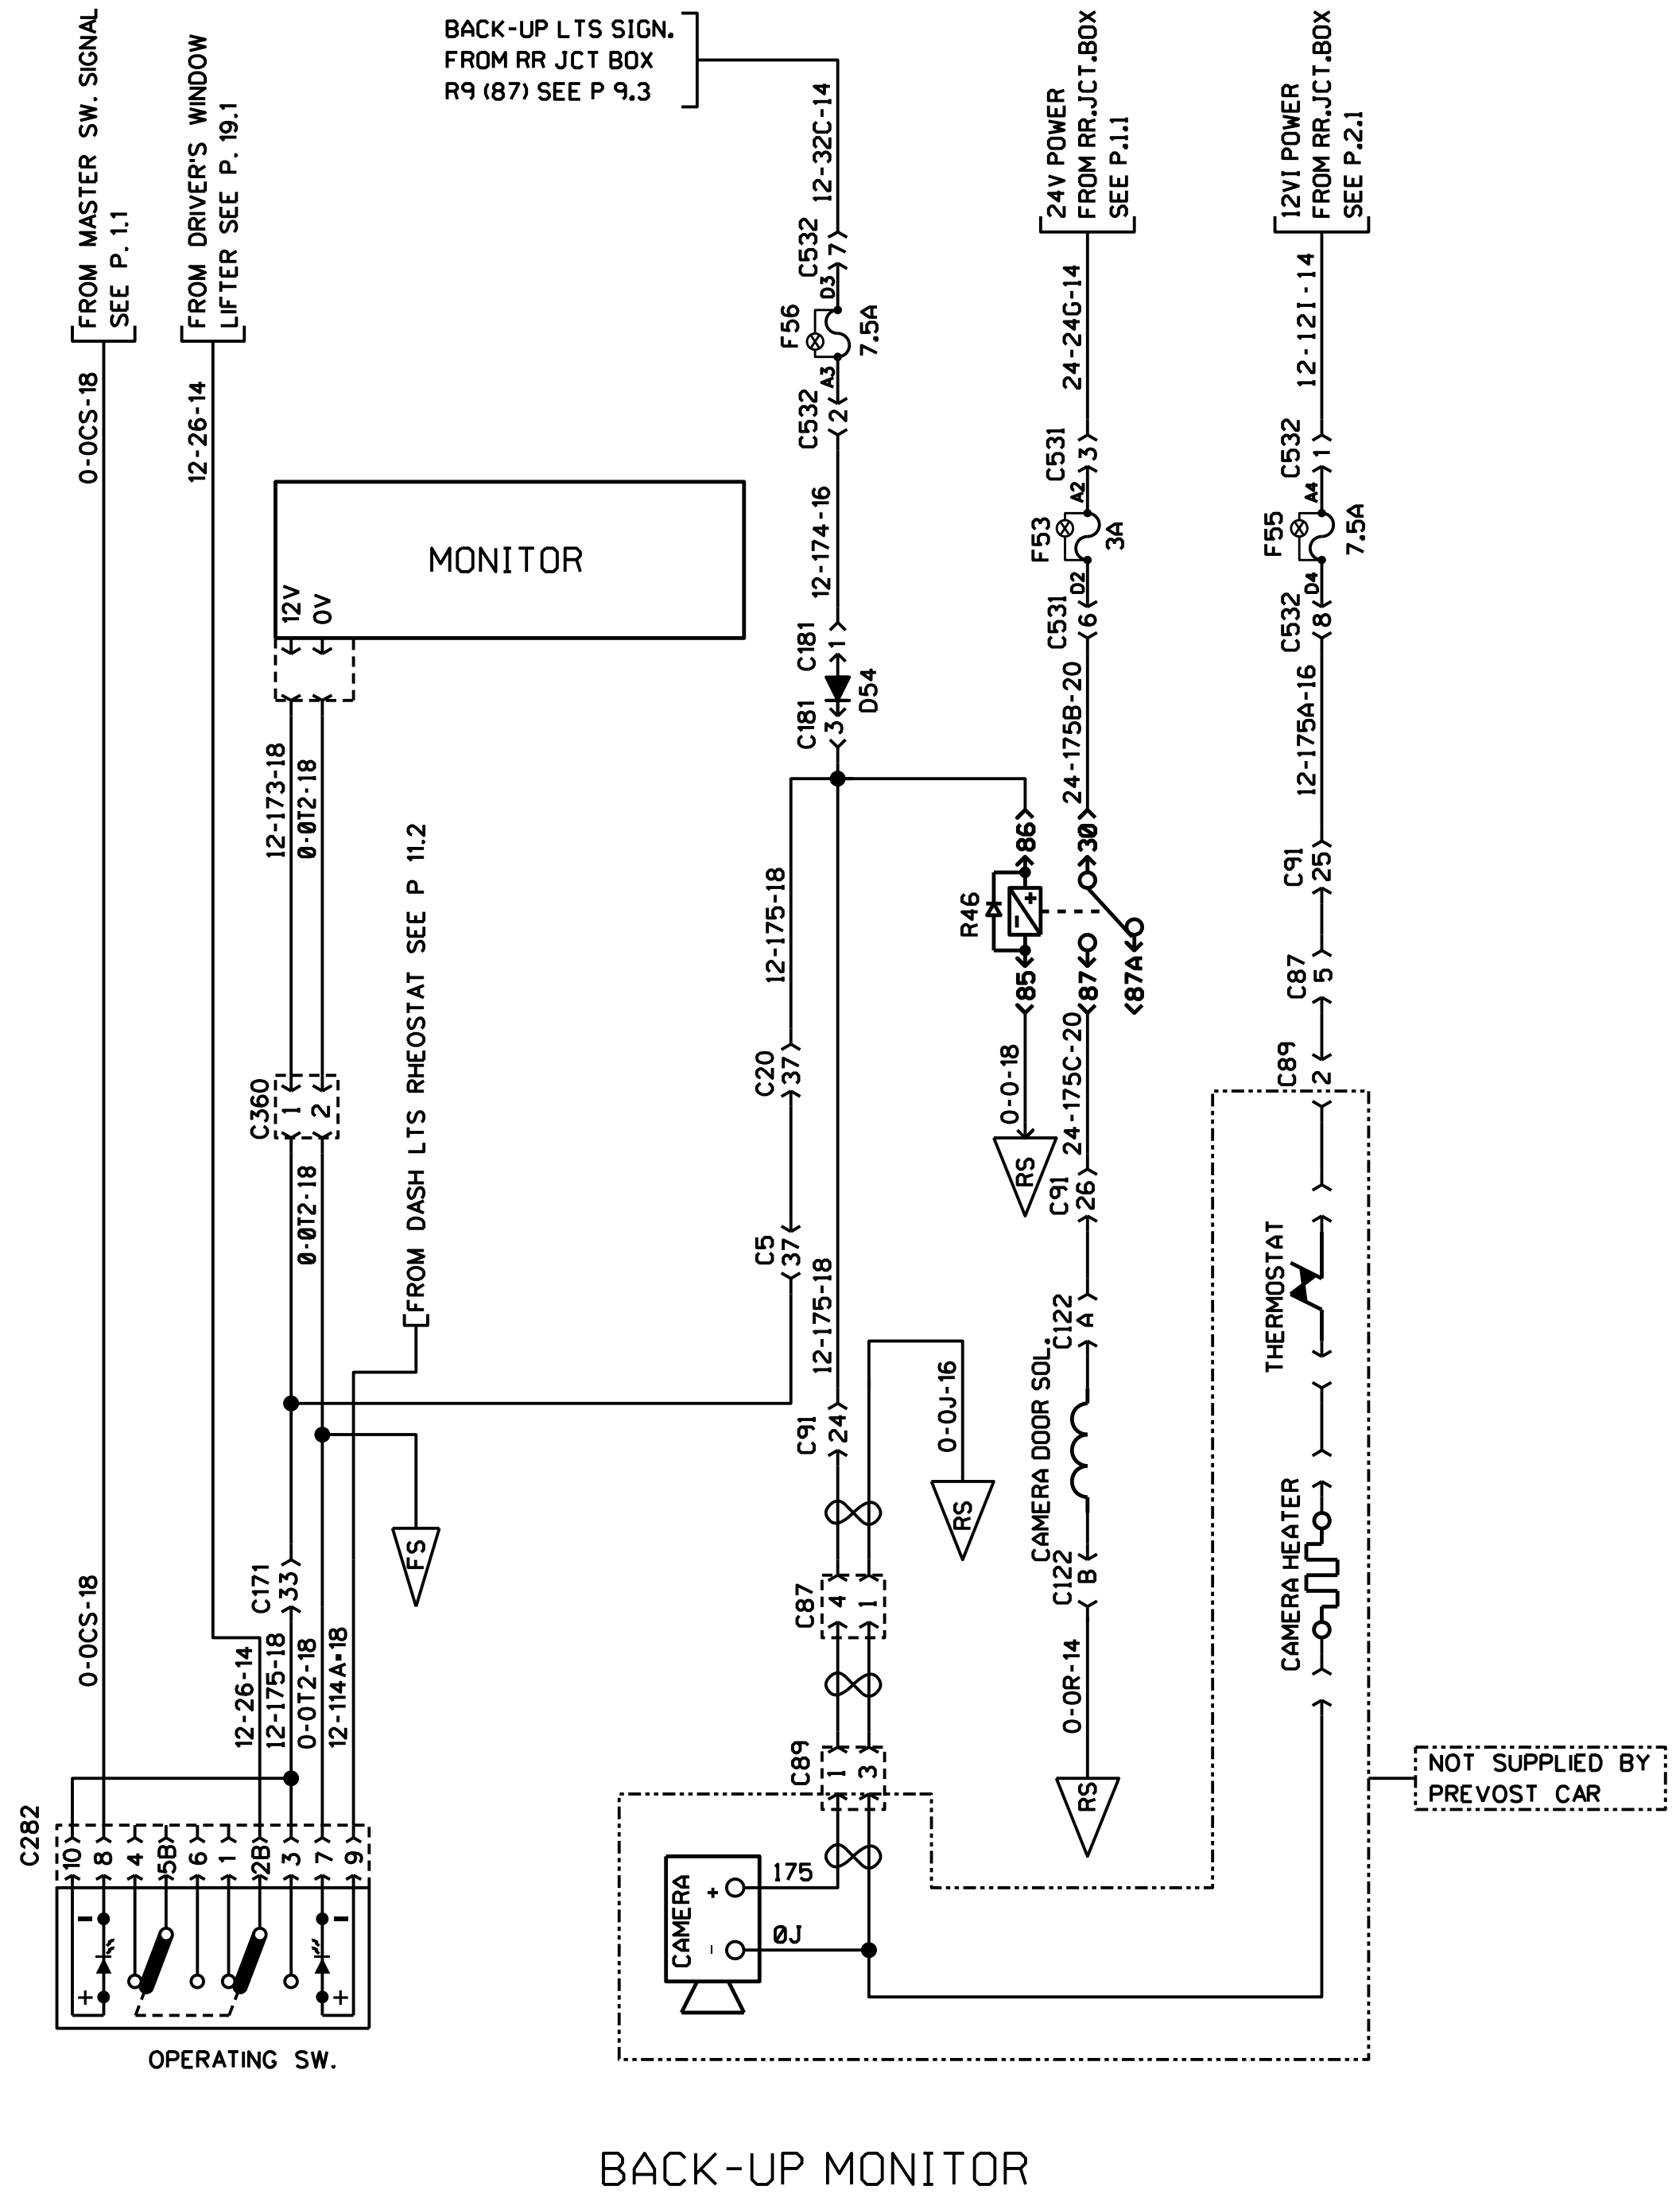 FROM MASTER SW. SIGNAL
SEE P. 1.1
FROM DRIVER'S WINDOW
LIFTER SEE P. 19.1
BACK-UP LTS SIGN.
FROM RR JCT BOX
R9 (87) SEE P 9.3
24V POWER
FROM RR.JCT.BOX
SEE P.1.1
12VI POWER
FROM RR.JCT.BOX
SEE P.2.1
0-0CS-18
12-26-14
12-32C-14
C532
7
D3
F56
7.5A
A3
C532
2
12-174-16
C181
1
D54
C181
3
24-24G-14
C531
3
A2
F53
3A
D2
C531
6
24-175B-20
12-12I-14
C532
1
A4
F55
7.5A
D4
C532
8
12-175A-16
MONITOR
12V
0V
12-173-18
0-0T2-18
FROM DASH LTS RHEOSTAT SEE P 11.2
C360
1
2
0-0T2-18
12-175-18
C20
37
C5
37
12-175-18
R46
86
30
+
-
85
87
87A
0-0-18
RS
24-175C-20
C91
26
C91
25
C87
5
C89
2
C122
A
CAMERA DOOR SOL.
C122
B
0-0R-14
RS
THERMOSTAT
CAMERA HEATER
C91
24
0-0J-16
RS
C87
4
1
C89
1
3
FS
C171
33
0-0CS-18
12-26-14
12-175-18
0-0T2-18
12-114A-18
C282
10
8
4
5B
6
1
2B
3
7
9
-
+
-
+
OPERATING SW.
CAMERA
+
-
175
0J
NOT SUPPLIED BY
PREVOST CAR
BACK-UP MONITOR